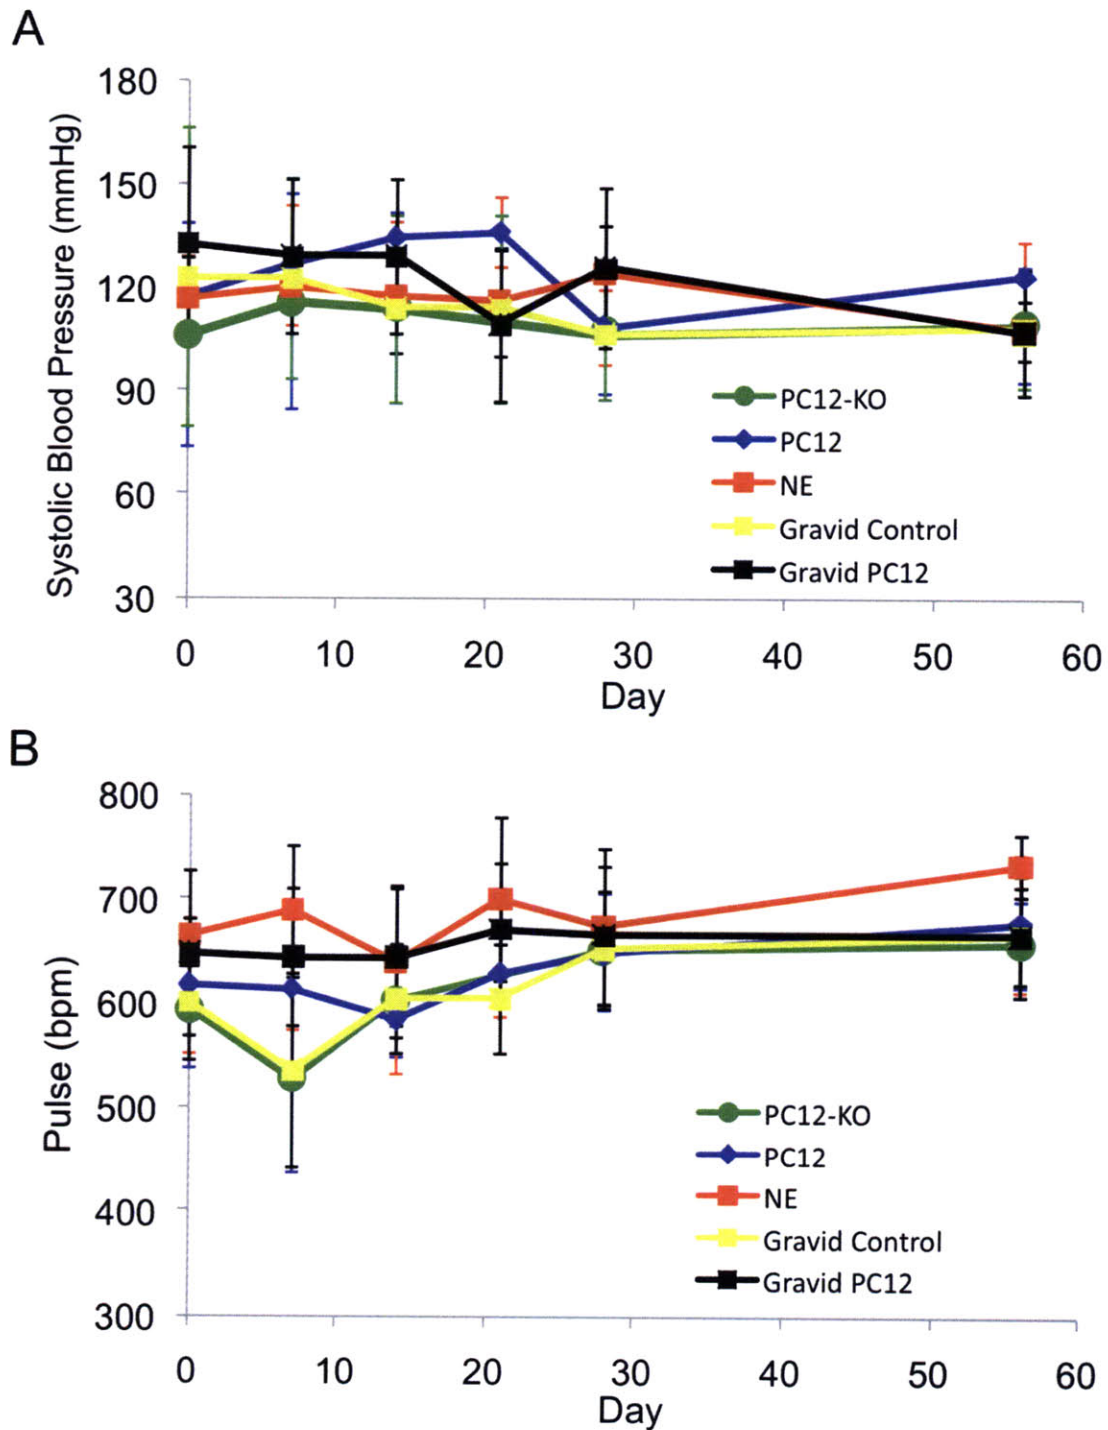 A
Systolic Blood Pressure (mmHg)
180
150
120
90
60
30
PC12-KO
PC12
NE
Gravid Control
Gravid PC12
0 10 20 30 40 50 60
Day
B
Pulse (bpm)
800
700
600
500
400
300
PC12-KO
PC12
NE
Gravid Control
Gravid PC12
0 10 20 30 40 50 60
Day